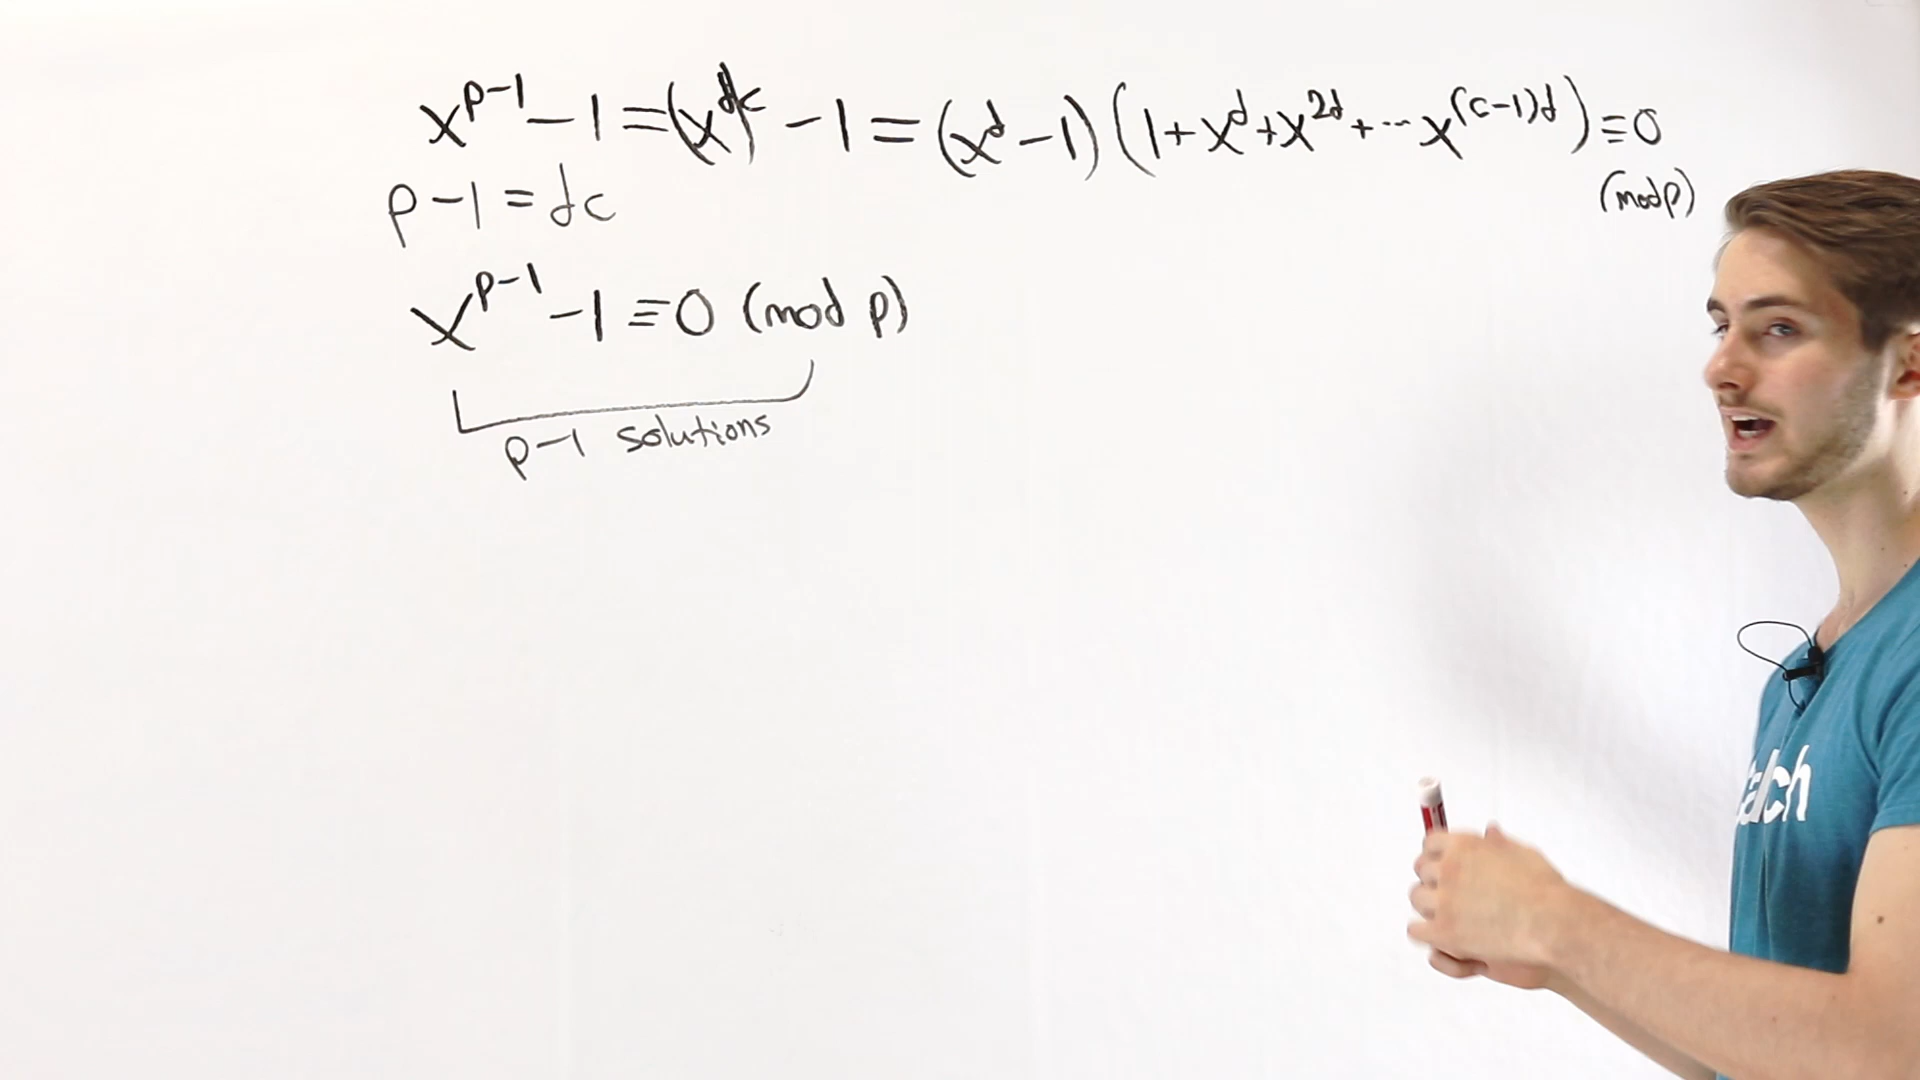 x^{p-1} - 1 = (x^d)^c - 1 = (x^d - 1)(1 + x^d + x^{2d} + ⋯ x^{(c-1)d}) ≡ 0
(mod p)
p - 1 = dc
x^{p-1} - 1 ≡ 0 (mod p)
p-1 solutions